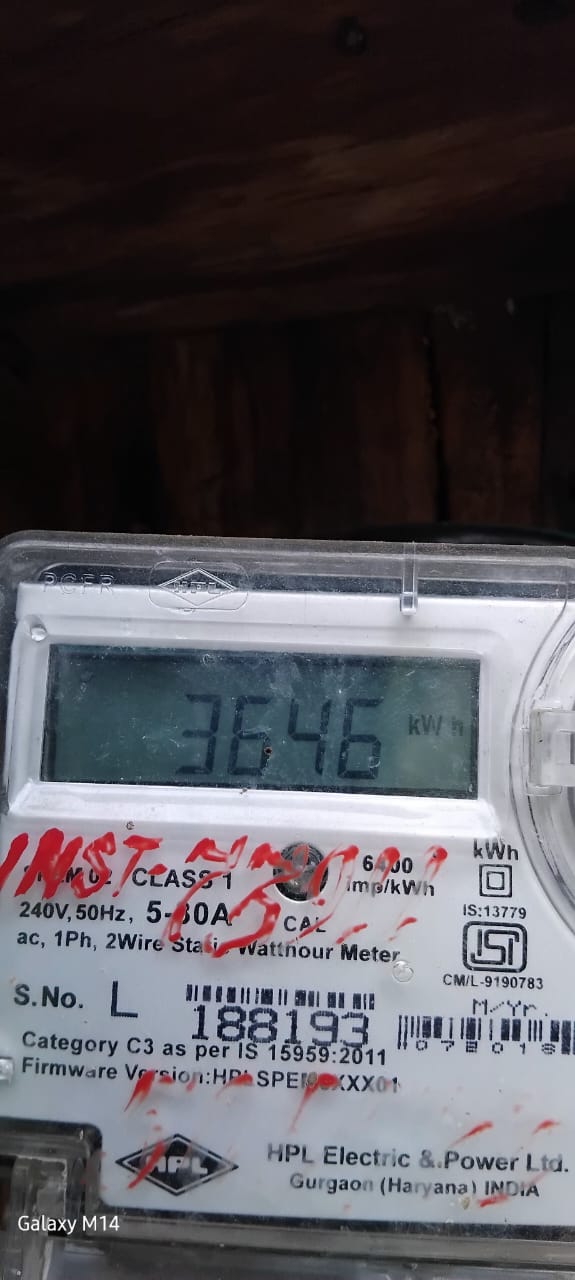 HPL
3646 kWh
kWh
CLASS 1
6400 imp/kWh
240V, 50Hz, CAL
IS:13779
ac, 1Ph, 2Wire Static Watthour Meter
ISI
CM/L-9190783
S.No. L 188193
M/Yr.
Category C3 as per IS 15959:2011
Firmware Version:
HPL
HPL Electric & Power Ltd.
Gurgaon (Haryana) INDIA
Galaxy M14